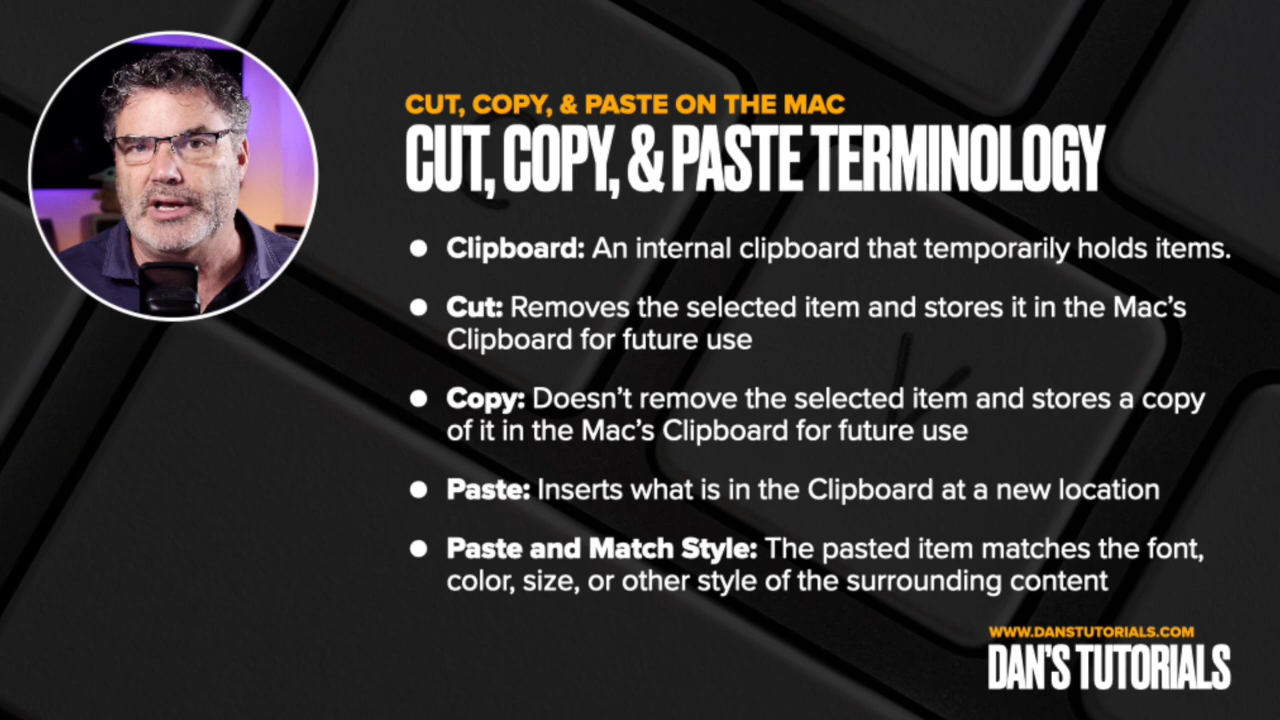 CUT, COPY, & PASTE ON THE MAC
CUT, COPY, & PASTE TERMINOLOGY
Clipboard: An internal clipboard that temporarily holds items.
Cut: Removes the selected item and stores it in the Mac’s
Clipboard for future use
Copy: Doesn’t remove the selected item and stores a copy
of it in the Mac’s Clipboard for future use
Paste: Inserts what is in the Clipboard at a new location
Paste and Match Style: The pasted item matches the font,
color, size, or other style of the surrounding content
WWW.DANSTUTORIALS.COM
DAN’S TUTORIALS